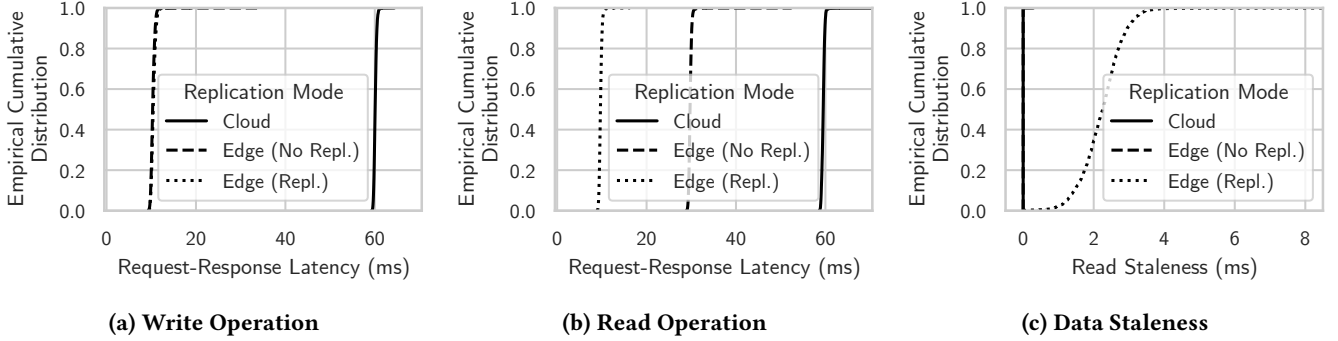 Empirical Cumulative
Distribution
1.0
0.8
0.6
0.4
0.2
0.0
Replication Mode
Cloud
Edge (No Repl.)
Edge (Repl.)
0 20 40 60
Request-Response Latency (ms)
(a) Write Operation
Empirical Cumulative
Distribution
1.0
0.8
0.6
0.4
0.2
0.0
Replication Mode
Cloud
Edge (No Repl.)
Edge (Repl.)
0 20 40 60
Request-Response Latency (ms)
(b) Read Operation
Empirical Cumulative
Distribution
1.0
0.8
0.6
0.4
0.2
0.0
Replication Mode
Cloud
Edge (No Repl.)
Edge (Repl.)
0 2 4 6 8
Read Staleness (ms)
(c) Data Staleness